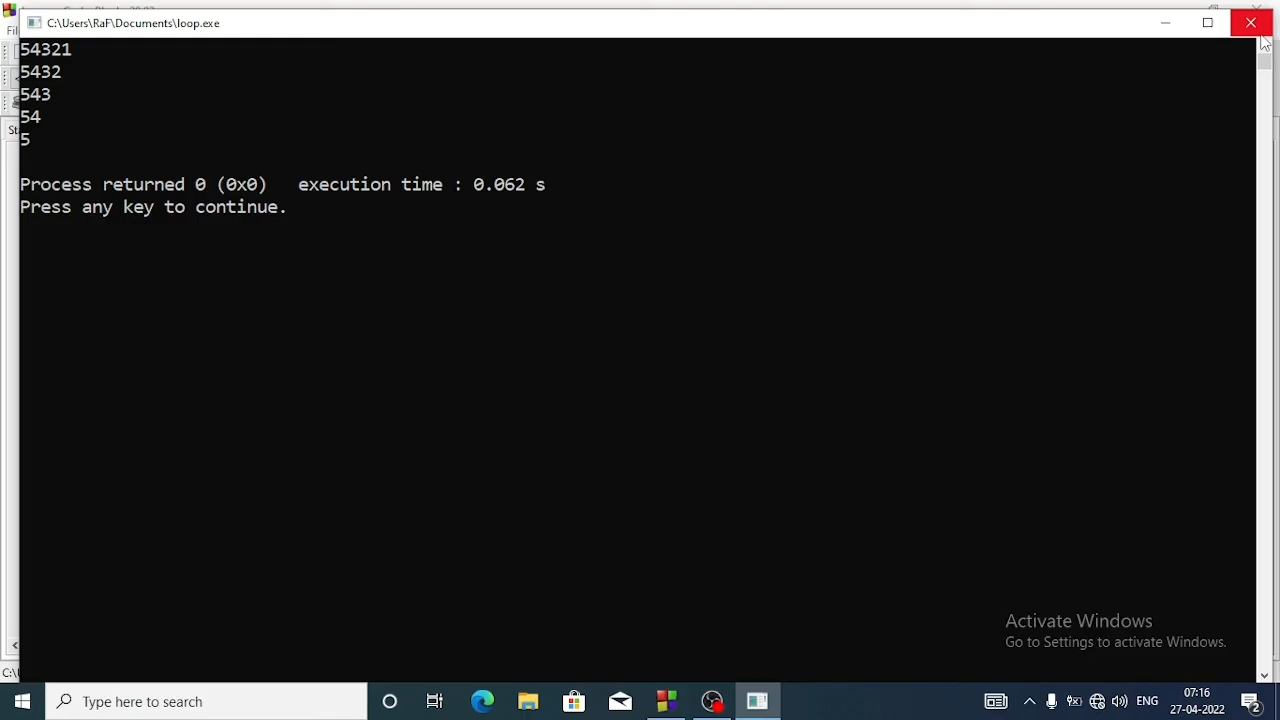 C:\Users\RaF\Documents\loop.exe
54321
5432
543
54
5
Process returned 0 (0x0)   execution time : 0.062 s
Press any key to continue.
Activate Windows
Go to Settings to activate Windows.
Type here to search
ENG
07:16
27-04-2022
2